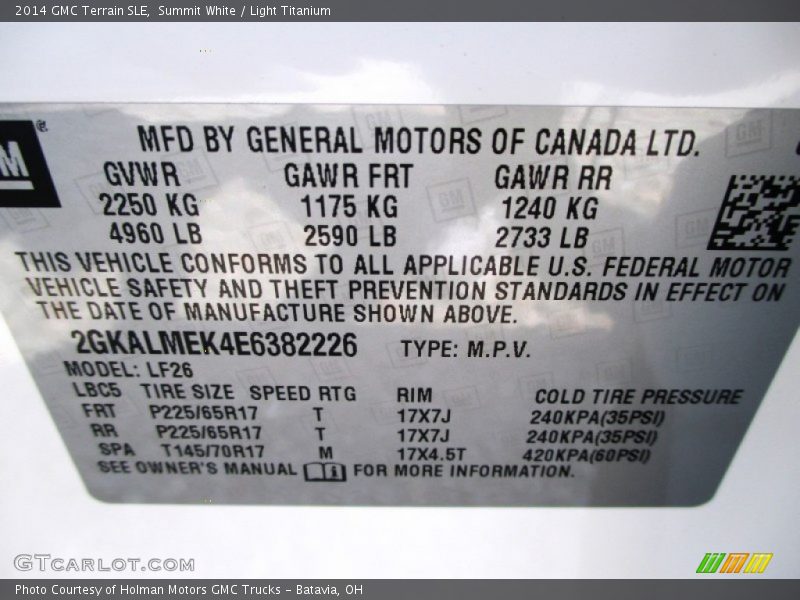 2014 GMC Terrain SLE, Summit White / Light Titanium
GM ®
MFD BY GENERAL MOTORS OF CANADA LTD.
GVWR GAWR FRT GAWR RR
2250 KG 1175 KG 1240 KG
4960 LB 2590 LB 2733 LB
THIS VEHICLE CONFORMS TO ALL APPLICABLE U.S. FEDERAL MOTOR
VEHICLE SAFETY AND THEFT PREVENTION STANDARDS IN EFFECT ON
THE DATE OF MANUFACTURE SHOWN ABOVE.
2GKALMEK4E6382226 TYPE: M.P.V.
MODEL: LF26
LBC5 TIRE SIZE SPEED RTG RIM COLD TIRE PRESSURE
FRT P225/65R17 T 17X7J 240KPA(35PSI)
RR P225/65R17 T 17X7J 240KPA(35PSI)
SPA T145/70R17 M 17X4.5T 420KPA(60PSI)
SEE OWNER'S MANUAL FOR MORE INFORMATION.
GTCARLOT.COM
Photo Courtesy of Holman Motors GMC Trucks - Batavia, OH